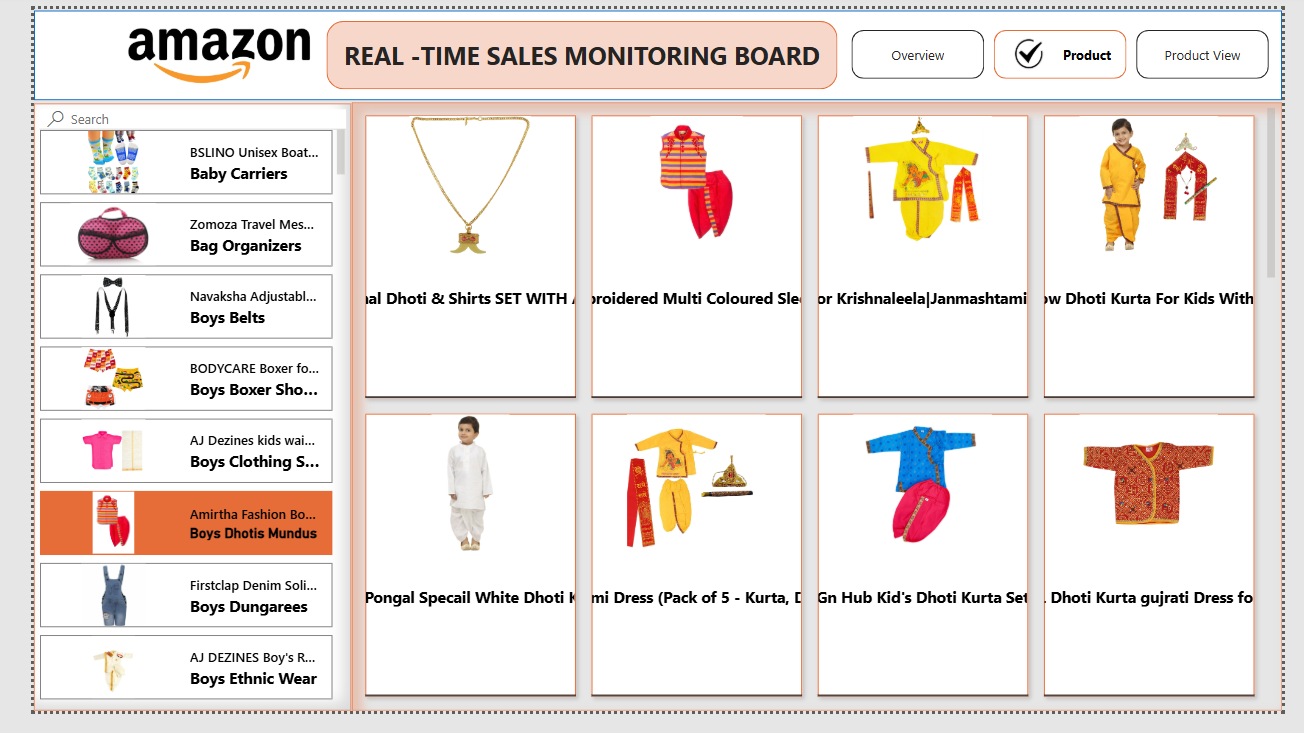 amazon
REAL -TIME SALES MONITORING BOARD
Overview
Product
Product View
Search
BSLINO Unisex Boat...
Baby Carriers
Zomoza Travel Mes...
Bag Organizers
Navaksha Adjustabl...
Boys Belts
BODYCARE Boxer fo...
Boys Boxer Sho...
AJ Dezines kids wai...
Boys Clothing S...
Amirtha Fashion Bo...
Boys Dhotis Mundus
Firstclap Denim Soli...
Boys Dungarees
AJ DEZINES Boy's R...
Boys Ethnic Wear
nal Dhoti & Shirts SET WITH
broidered Multi Coloured Slee
or Krishnaleela|Janmashtami
ow Dhoti Kurta For Kids With
Pongal Specail White Dhoti
mi Dress (Pack of 5 - Kurta, D
Gn Hub Kid's Dhoti Kurta Set
. Dhoti Kurta gujrati Dress fo